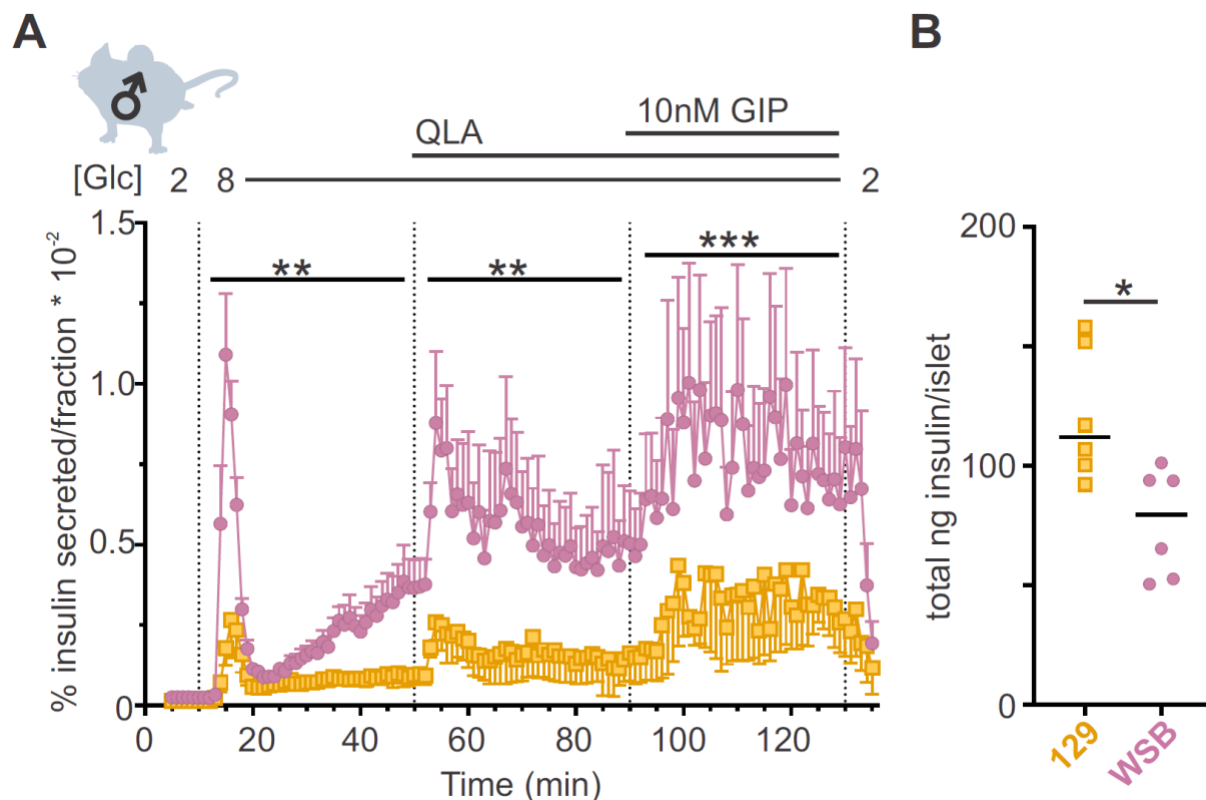 A
B
♂
10nM GIP
QLA
[Glc] 2 8 2
% insulin secreted/fraction * 10⁻²
1.5
1.0
0.5
0
** ** ***
0 20 40 60 80 100 120
Time (min)
total ng insulin/islet
200
100
0
*
129
WSB